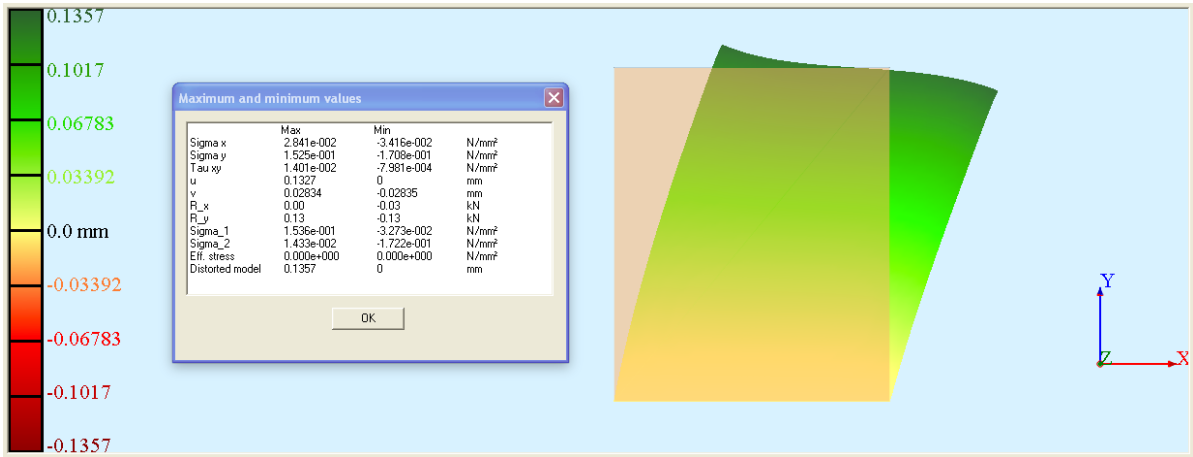 0.1357
0.1017
0.06783
0.03392
0.0 mm
-0.03392
-0.06783
-0.1017
-0.1357
Maximum and minimum values
Max Min
Sigma x 2.841e-002 -3.416e-002 N/mm²
Sigma y 1.525e-001 -1.708e-001 N/mm²
Tau xy 1.401e-002 -7.981e-004 N/mm²
u 0.1327 0 mm
v 0.02834 -0.02835 mm
R_x 0.00 -0.03 kN
R_y 0.13 -0.13 kN
Sigma_1 1.536e-001 -3.273e-002 N/mm²
Sigma_2 1.433e-002 -1.722e-001 N/mm²
Eff. stress 0.000e+000 0.000e+000 N/mm²
Distorted model 0.1357 0 mm
OK
Y
Z X